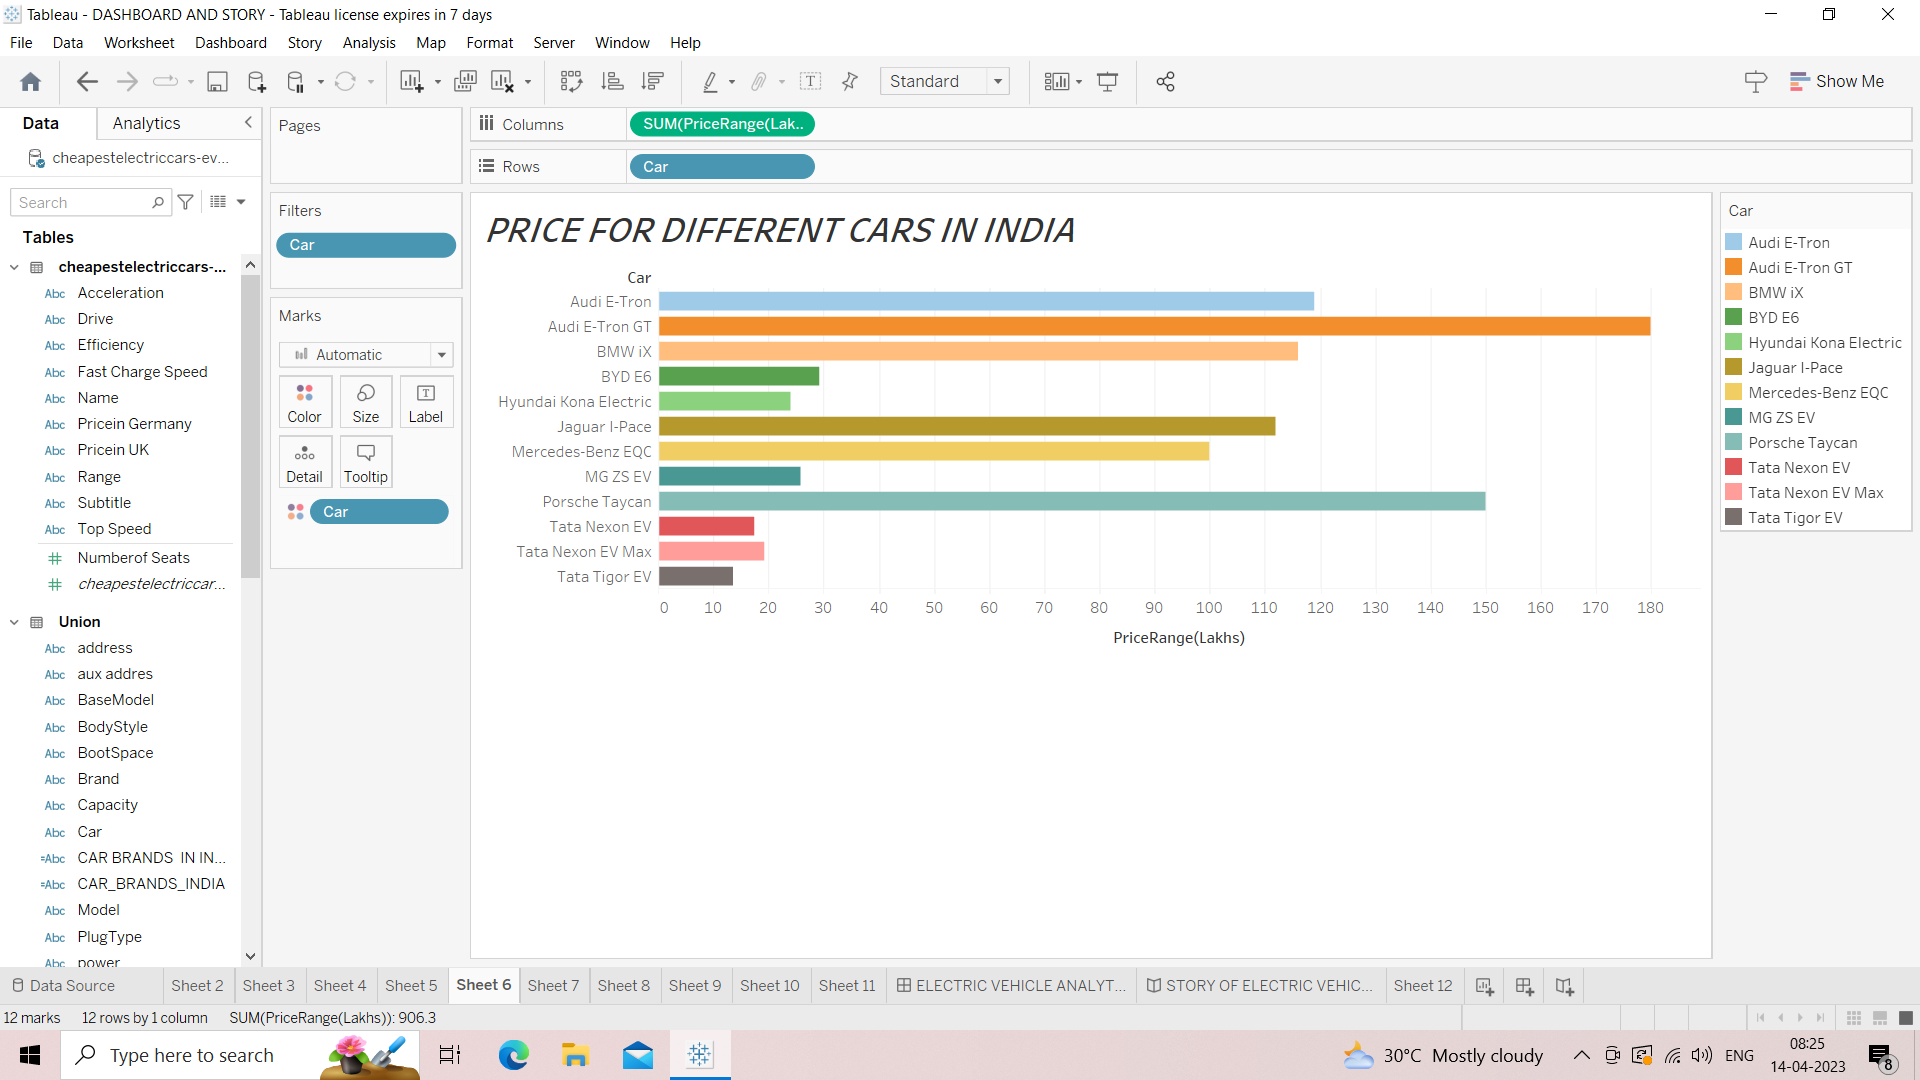 Tableau - DASHBOARD AND STORY - Tableau license expires in 7 days
File Data Worksheet Dashboard Story Analysis Map Format Server Window Help
Standard
Show Me
Data Analytics
cheapestelectriccars-ev...
Search
Tables
cheapestelectriccars-...
Abc Acceleration
Abc Drive
Abc Efficiency
Abc Fast Charge Speed
Abc Name
Abc Pricein Germany
Abc Pricein UK
Abc Range
Abc Subtitle
Abc Top Speed
Numberof Seats
cheapestelectriccar...
Union
Abc address
Abc aux addres
Abc BaseModel
Abc BodyStyle
Abc BootSpace
Abc Brand
Abc Capacity
Abc Car
=Abc CAR BRANDS  IN IN...
=Abc CAR_BRANDS_INDIA
Abc Model
Abc PlugType
Abc power
Pages
Filters
Car
Marks
Automatic
Color Size Label
Detail Tooltip
Car
Columns SUM(PriceRange(Lak..
Rows Car
PRICE FOR DIFFERENT CARS IN INDIA
Car
Audi E-Tron
Audi E-Tron GT
BMW iX
BYD E6
Hyundai Kona Electric
Jaguar I-Pace
Mercedes-Benz EQC
MG ZS EV
Porsche Taycan
Tata Nexon EV
Tata Nexon EV Max
Tata Tigor EV
0 10 20 30 40 50 60 70 80 90 100 110 120 130 140 150 160 170 180
PriceRange(Lakhs)
Car
Audi E-Tron
Audi E-Tron GT
BMW iX
BYD E6
Hyundai Kona Electric
Jaguar I-Pace
Mercedes-Benz EQC
MG ZS EV
Porsche Taycan
Tata Nexon EV
Tata Nexon EV Max
Tata Tigor EV
Data Source Sheet 2 Sheet 3 Sheet 4 Sheet 5 Sheet 6 Sheet 7 Sheet 8 Sheet 9 Sheet 10 Sheet 11 ELECTRIC VEHICLE ANALYT... STORY OF ELECTRIC VEHIC... Sheet 12
12 marks 12 rows by 1 column SUM(PriceRange(Lakhs)): 906.3
Type here to search
30°C Mostly cloudy
ENG
08:25
14-04-2023
8